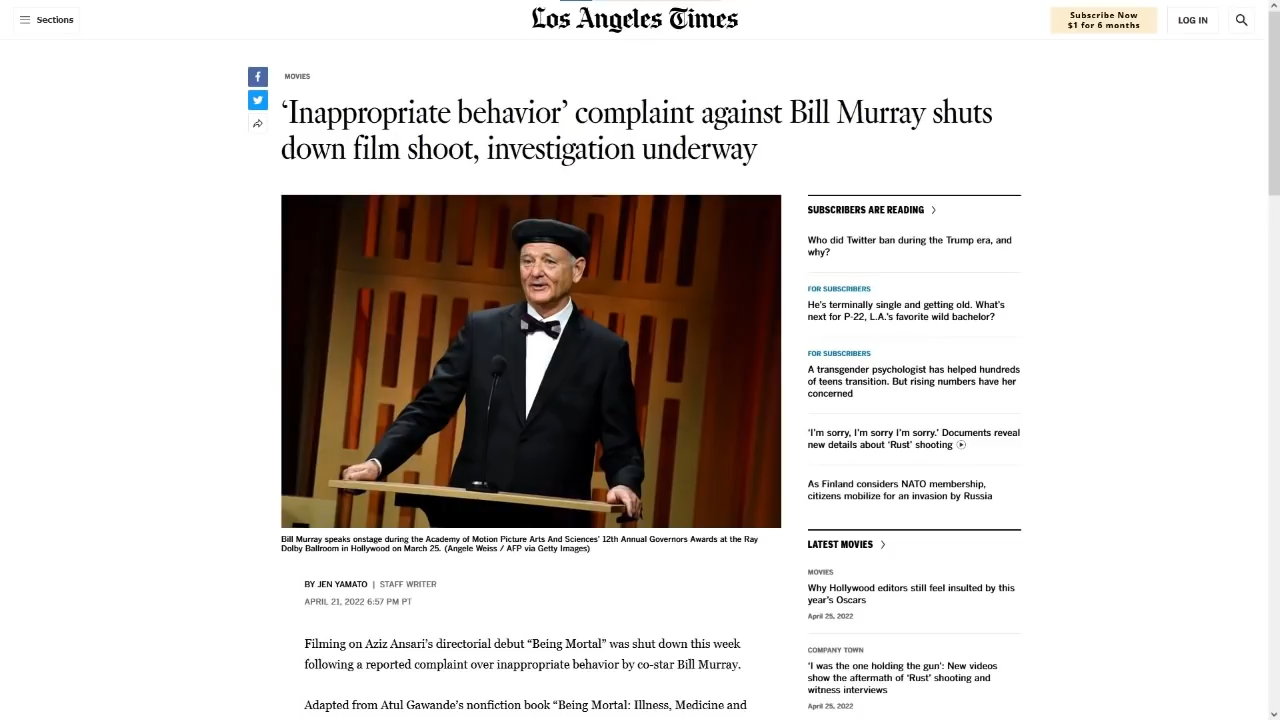 Sections
Los Angeles Times
Subscribe Now
$1 for 6 months
LOG IN
MOVIES
‘Inappropriate behavior’ complaint against Bill Murray shuts
down film shoot, investigation underway
Bill Murray speaks onstage during the Academy of Motion Picture Arts And Sciences’ 12th Annual Governors Awards at the Ray
Dolby Ballroom in Hollywood on March 25. (Angele Weiss / AFP via Getty Images)
BY JEN YAMATO | STAFF WRITER
APRIL 21, 2022 6:57 PM PT
Filming on Aziz Ansari’s directorial debut “Being Mortal” was shut down this week
following a reported complaint over inappropriate behavior by co-star Bill Murray.
Adapted from Atul Gawande’s nonfiction book “Being Mortal: Illness, Medicine and
SUBSCRIBERS ARE READING
Who did Twitter ban during the Trump era, and
why?
FOR SUBSCRIBERS
He’s terminally single and getting old. What’s
next for P-22, L.A.’s favorite wild bachelor?
FOR SUBSCRIBERS
A transgender psychologist has helped hundreds
of teens transition. But rising numbers have her
concerned
‘I’m sorry, I’m sorry I’m sorry.’ Documents reveal
new details about ‘Rust’ shooting
As Finland considers NATO membership,
citizens mobilize for an invasion by Russia
LATEST MOVIES
MOVIES
Why Hollywood editors still feel insulted by this
year’s Oscars
April 25, 2022
COMPANY TOWN
‘I was the one holding the gun’: New videos
show the aftermath of ‘Rust’ shooting and
witness interviews
April 25, 2022